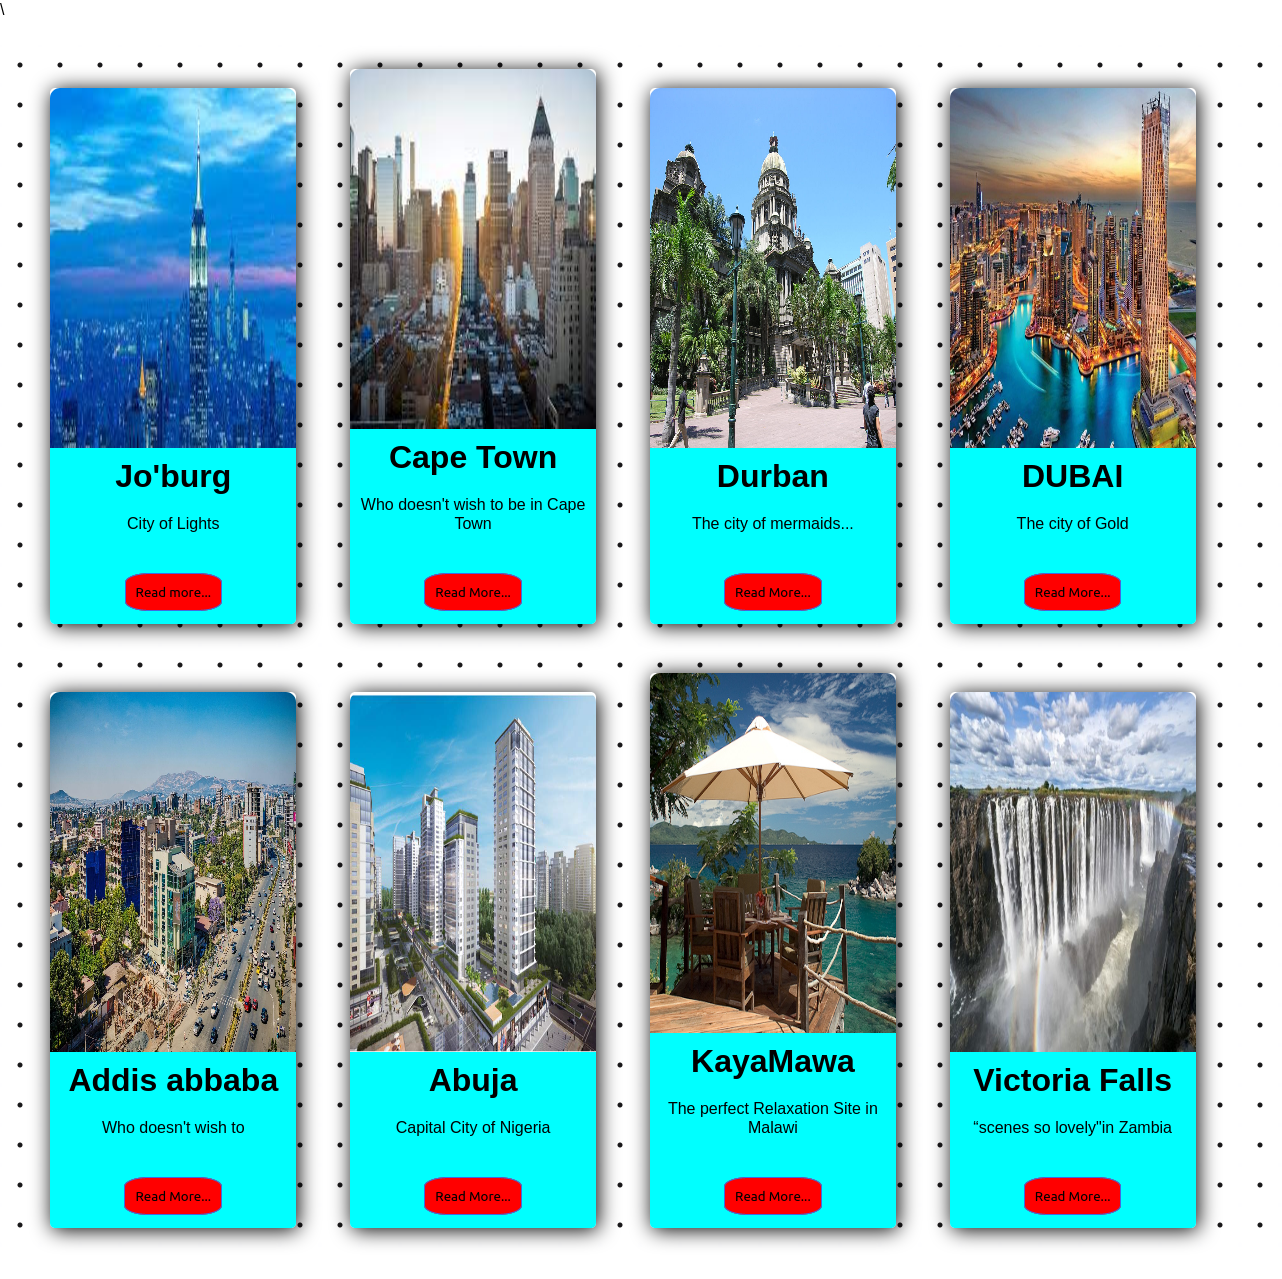 \
Jo'burg
City of Lights
Read more...
Cape Town
Who doesn't wish to be in Cape
Town
Read More...
Durban
The city of mermaids...
Read More...
DUBAI
The city of Gold
Read More...
Addis abbaba
Who doesn't wish to
Read More...
Abuja
Capital City of Nigeria
Read More...
KayaMawa
The perfect Relaxation Site in
Malawi
Read More...
Victoria Falls
“scenes so lovely"in Zambia
Read More...